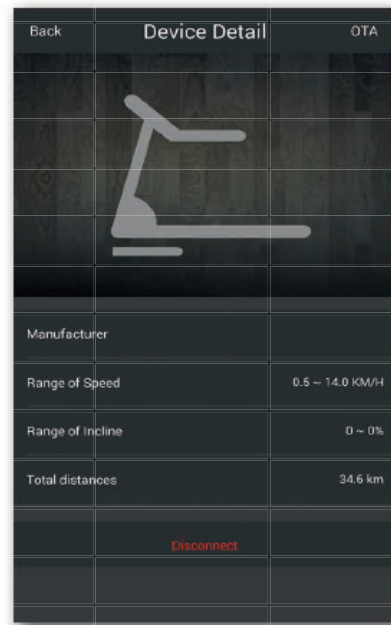 Back Device Detail OTA
Manufacturer
Range of Speed 0.5 ~ 14.0 KM/H
Range of Incline 0 ~ 0%
Total distances 34.6 km
Disconnect